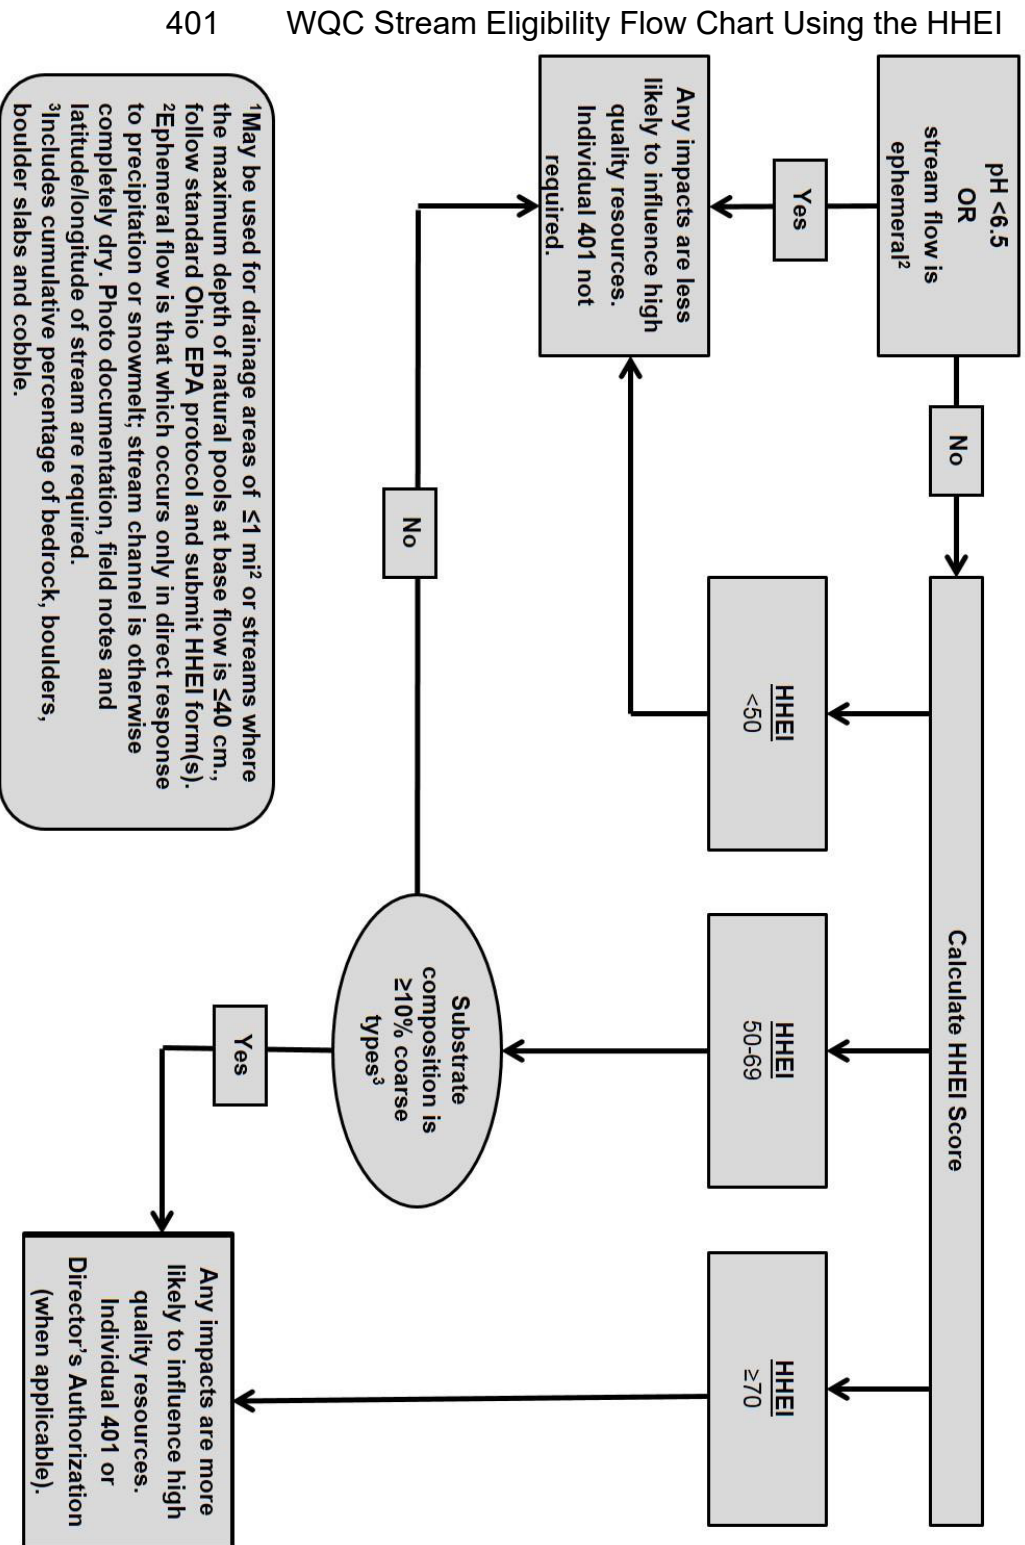 401 WQC Stream Eligibility Flow Chart Using the HHEI
pH <6.5
OR
stream flow is
ephemeral²
No
Calculate HHEI Score
Yes
HHEI
<50
HHEI
50-69
HHEI
≥70
Any impacts are less
likely to influence high
quality resources.
Individual 401 not
required.
No
Substrate
composition is
≥10% coarse
types³
Yes
Any impacts are more
likely to influence high
quality resources.
Individual 401 or
Director's Authorization
(when applicable).
¹May be used for drainage areas of ≤1 mi² or streams where
the maximum depth of natural pools at base flow is ≤40 cm.,
follow standard Ohio EPA protocol and submit HHEI form(s).
²Ephemeral flow is that which occurs only in direct response
to precipitation or snowmelt; stream channel is otherwise
completely dry. Photo documentation, field notes and
latitude/longitude of stream are required.
³Includes cumulative percentage of bedrock, boulders,
boulder slabs and cobble.